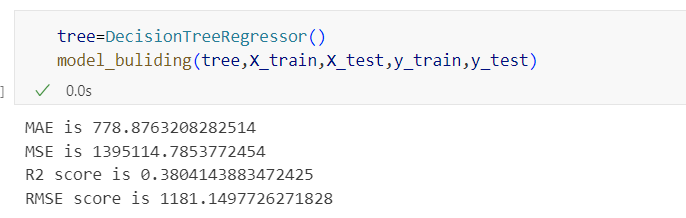 tree=DecisionTreeRegressor()
model_buliding(tree,X_train,X_test,y_train,y_test)
]
0.0s
MAE is 778.8763208282514
MSE is 1395114.7853772454
R2 score is 0.3804143883472425
RMSE score is 1181.1497726271828